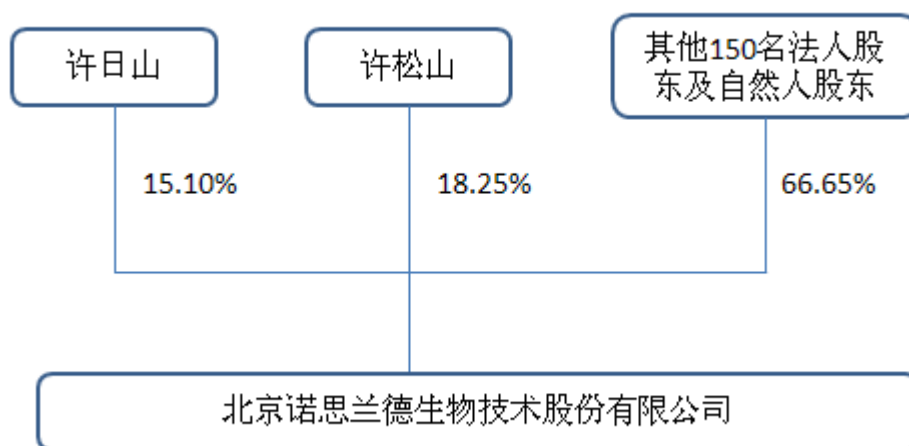 许日山
许松山
其他150名法人股
东及自然人股东
15.10%
18.25%
66.65%
北京诺思兰德生物技术股份有限公司